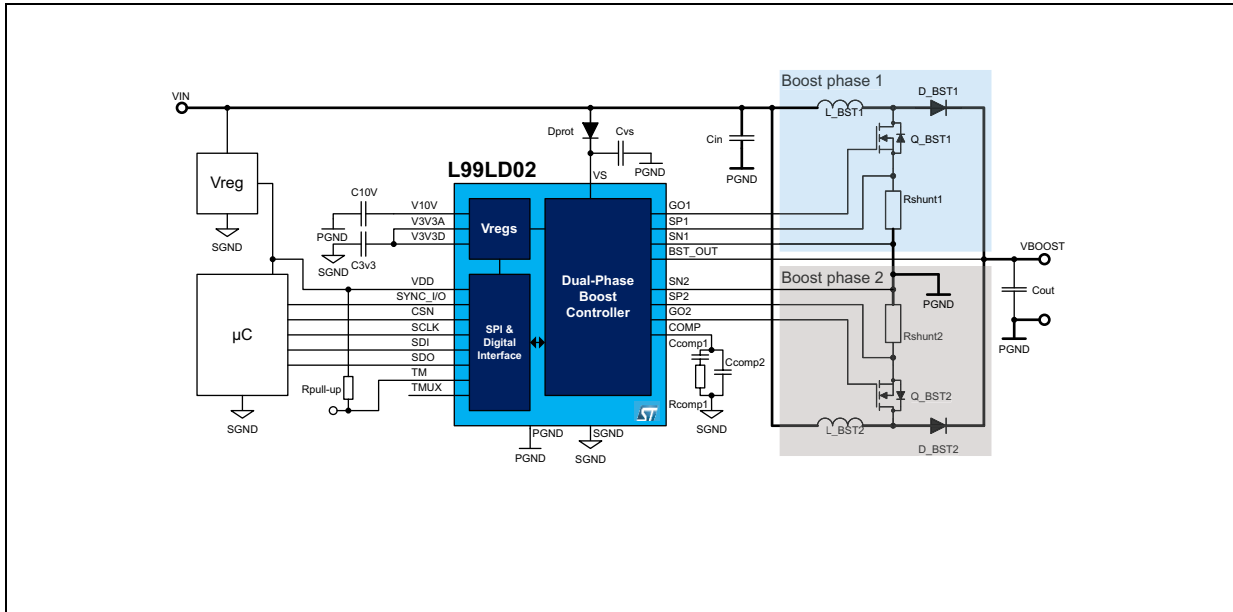 Boost phase 1
VIN
D_BST1
L_BST1
Dprot
Cvs
Cin
Q_BST1
PGND
L99LD02
VS
PGND
Vreg
C10V
V10V
GO1
Rshunt1
PGND
V3V3A
Vregs
SP1
SGND
C3v3
V3V3D
SN1
SGND
BST_OUT
VBOOST
Boost phase 2
VDD
Dual-Phase
Boost
Controller
SN2
PGND
Cout
SYNC_I/O
SP2
CSN
GO2
µC
SCLK
SPI &
Digital
Interface
COMP
Rshunt2
SDI
Ccomp1
PGND
SDO
Ccomp2
TM
Rpull-up
TMUX
Q_BST2
Rcomp1
ST
SGND
SGND
L_BST2
PGND
SGND
D_BST2
PGND
SGND